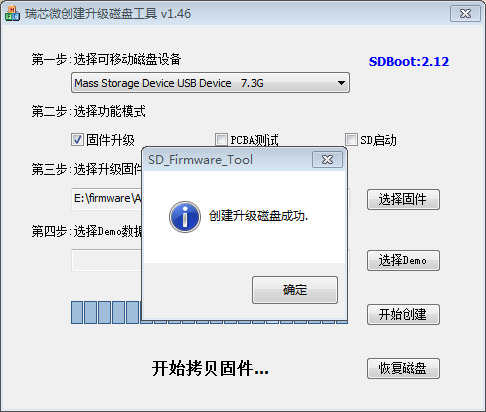 瑞芯微创建升级磁盘工具 v1.46
第一步:选择可移动磁盘设备
SDBoot:2.12
Mass Storage Device USB Device 7.3G
第二步:选择功能模式
固件升级
PCBA测试
SD启动
SD_Firmware_Tool
第三步:选择升级固件
E:\firmware\A
选择固件
创建升级磁盘成功.
第四步:选择Demo数据
选择Demo
确定
开始创建
开始拷贝固件...
恢复磁盘